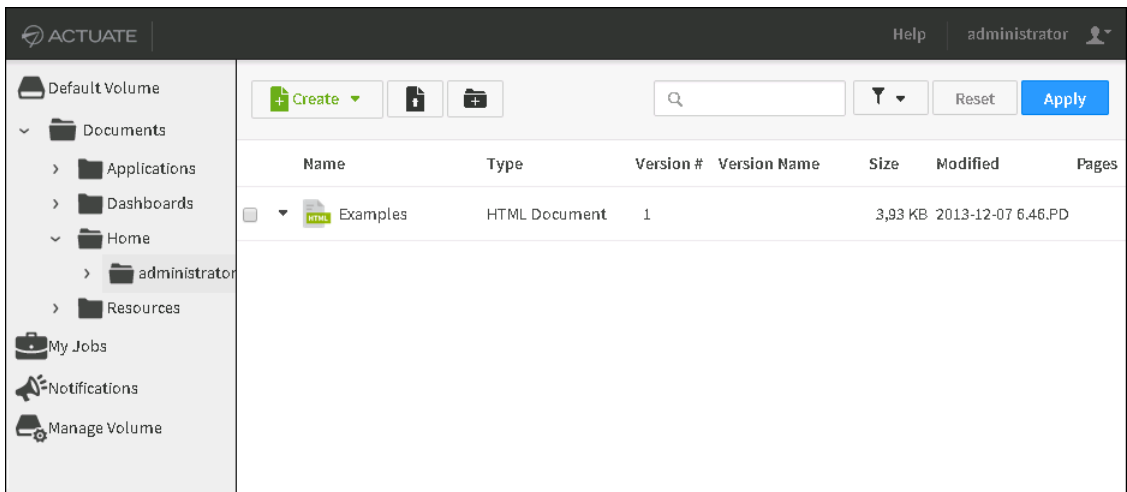 ACTUATE
Help administrator
Default Volume
Documents
Applications
Dashboards
Home
administrator
Resources
My Jobs
Notifications
Manage Volume
Create
Reset Apply
Name Type Version # Version Name Size Modified Pages
HTML Examples HTML Document 1 3,93 KB 2013-12-07 6.46.PD